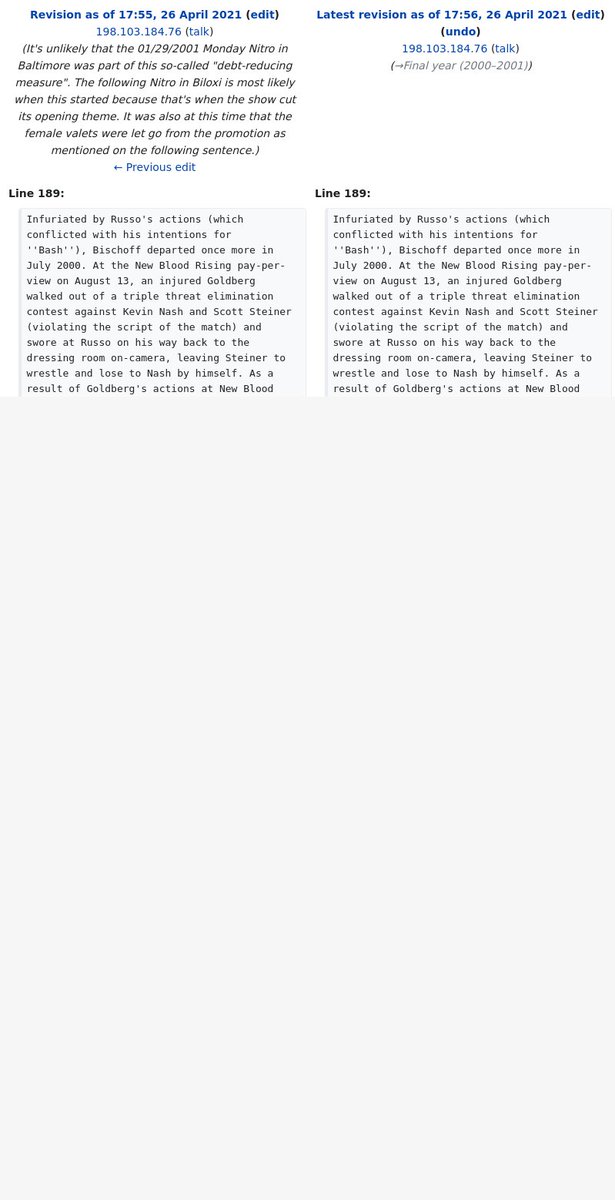 Revision as of 17:55, 26 April 2021 (edit)
198.103.184.76 (talk)
(It's unlikely that the 01/29/2001 Monday Nitro in
Baltimore was part of this so-called "debt-reducing
measure". The following Nitro in Biloxi is most likely
when this started because that's when the show cut
its opening theme. It was also at this time that the
female valets were let go from the promotion as
mentioned on the following sentence.)
← Previous edit
Latest revision as of 17:56, 26 April 2021 (edit)
(undo)
198.103.184.76 (talk)
(→Final year (2000–2001))
Line 189:
Infuriated by Russo's actions (which
conflicted with his intentions for
''Bash''), Bischoff departed once more in
July 2000. At the New Blood Rising pay-per-
view on August 13, an injured Goldberg
walked out of a triple threat elimination
contest against Kevin Nash and Scott Steiner
(violating the script of the match) and
swore at Russo on his way back to the
dressing room on-camera, leaving Steiner to
wrestle and lose to Nash by himself. As a
result of Goldberg's actions at New Blood
Line 189:
Infuriated by Russo's actions (which
conflicted with his intentions for
''Bash''), Bischoff departed once more in
July 2000. At the New Blood Rising pay-per-
view on August 13, an injured Goldberg
walked out of a triple threat elimination
contest against Kevin Nash and Scott Steiner
(violating the script of the match) and
swore at Russo on his way back to the
dressing room on-camera, leaving Steiner to
wrestle and lose to Nash by himself. As a
result of Goldberg's actions at New Blood